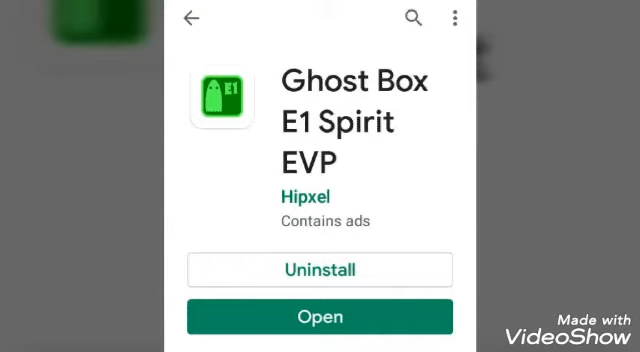 E1
Ghost Box
E1 Spirit
EVP
Hipxel
Contains ads
Uninstall
Open
Made with
VideoShow